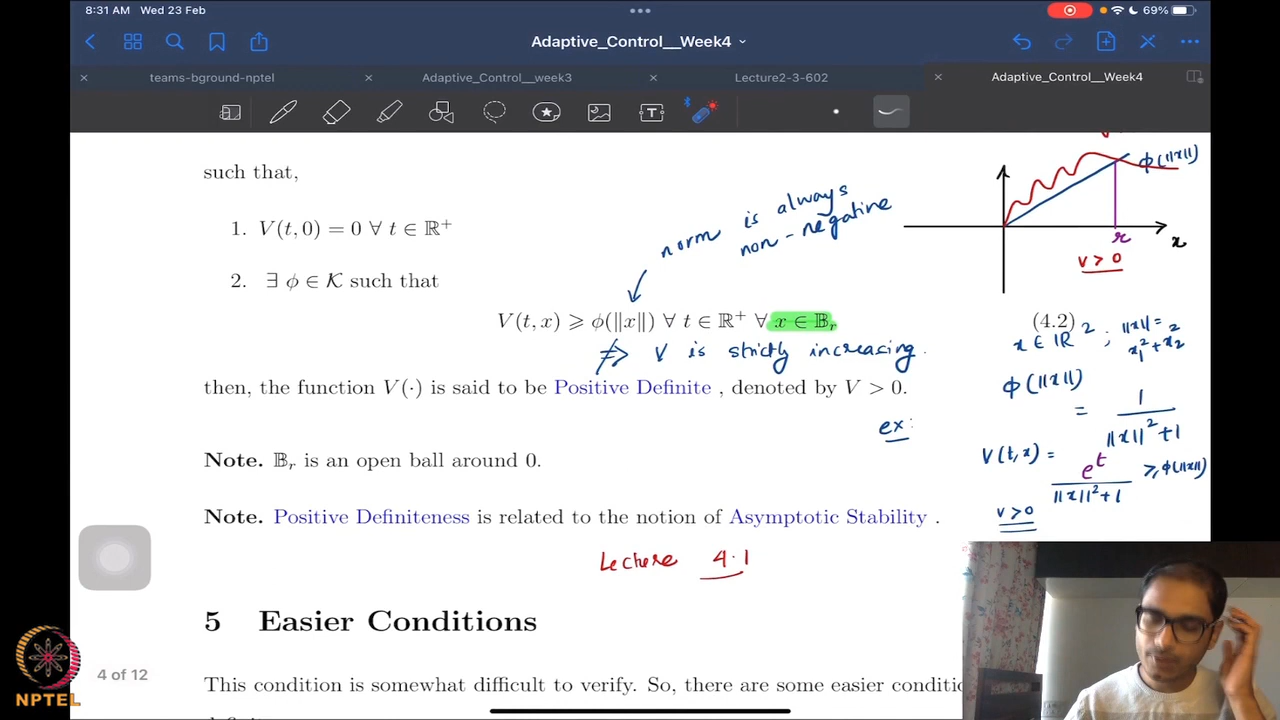 8:31 AM Wed 23 Feb
69%
Adaptive_Control__Week4
teams-bground-nptel
Adaptive_Control__week3
Lecture2-3-602
Adaptive_Control__Week4
such that,
1. V(t, 0) = 0 ∀ t ∈ ℝ⁺
2. ∃ ϕ ∈ 𝒦 such that
norm is always
non-negative
V(t, x) ⩾ ϕ(‖x‖) ∀ t ∈ ℝ⁺ ∀ x ∈ 𝔹ᵣ
(4.2)
⇏ V is strictly increasing.
then, the function V(·) is said to be Positive Definite , denoted by V > 0.
ex:
Note. 𝔹ᵣ is an open ball around 0.
Note. Positive Definiteness is related to the notion of Asymptotic Stability .
Lecture 4.1
ϕ(‖x‖)
r
x
V > 0
x ∈ ℝ² ; ‖x‖ =
x₁² + x₂²
ϕ(‖x‖)
= 1 / (‖x‖² + 1)
V(t,x) =
eᵗ / (‖x‖² + 1) ⩾ ϕ(‖x‖)
V > 0
5 Easier Conditions
This condition is somewhat difficult to verify. So, there are some easier
4 of 12
NPTEL